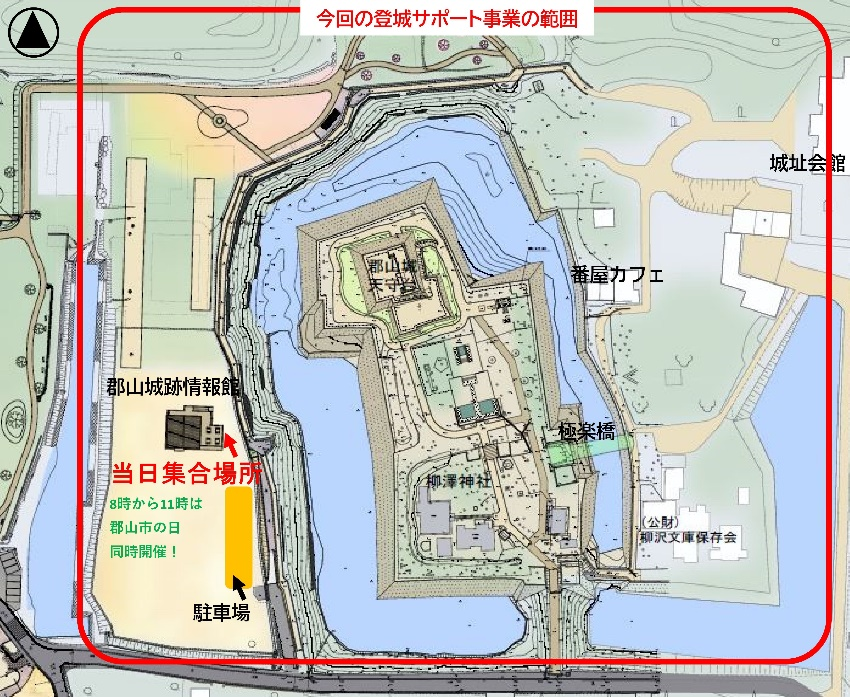 今回の登城サポート事業の範囲
城址会館
郡山城
天守台
番屋カフェ
郡山城跡情報館
極楽橋
当日集合場所
柳澤神社
8時から11時は
郡山市の日
同時開催！
（公財）
柳沢文庫保存会
駐車場